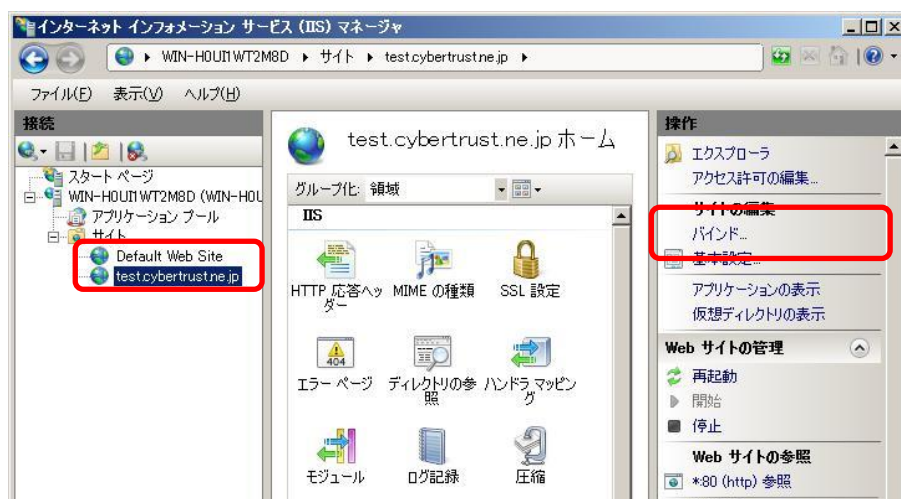 インターネット インフォメーション サービス (IIS) マネージャ
WIN-H0UI1WT2M8D サイト test.cybertrust.ne.jp
ファイル(F) 表示(V) ヘルプ(H)
接続
スタート ページ
WIN-H0UI1WT2M8D (WIN-H0U
アプリケーション プール
サイト
Default Web Site
test.cybertrust.ne.jp
test.cybertrust.ne.jp ホーム
グループ化: 領域
IIS
HTTP 応答ヘッダー
MIME の種類
SSL 設定
404
エラー ページ
ディレクトリの参照
ハンドラ マッピング
モジュール
ログ記録
圧縮
操作
エクスプローラ
アクセス許可の編集...
サイトの編集
バインド...
基本設定...
アプリケーションの表示
仮想ディレクトリの表示
Web サイトの管理
再起動
開始
停止
Web サイトの参照
*:80 (http) 参照